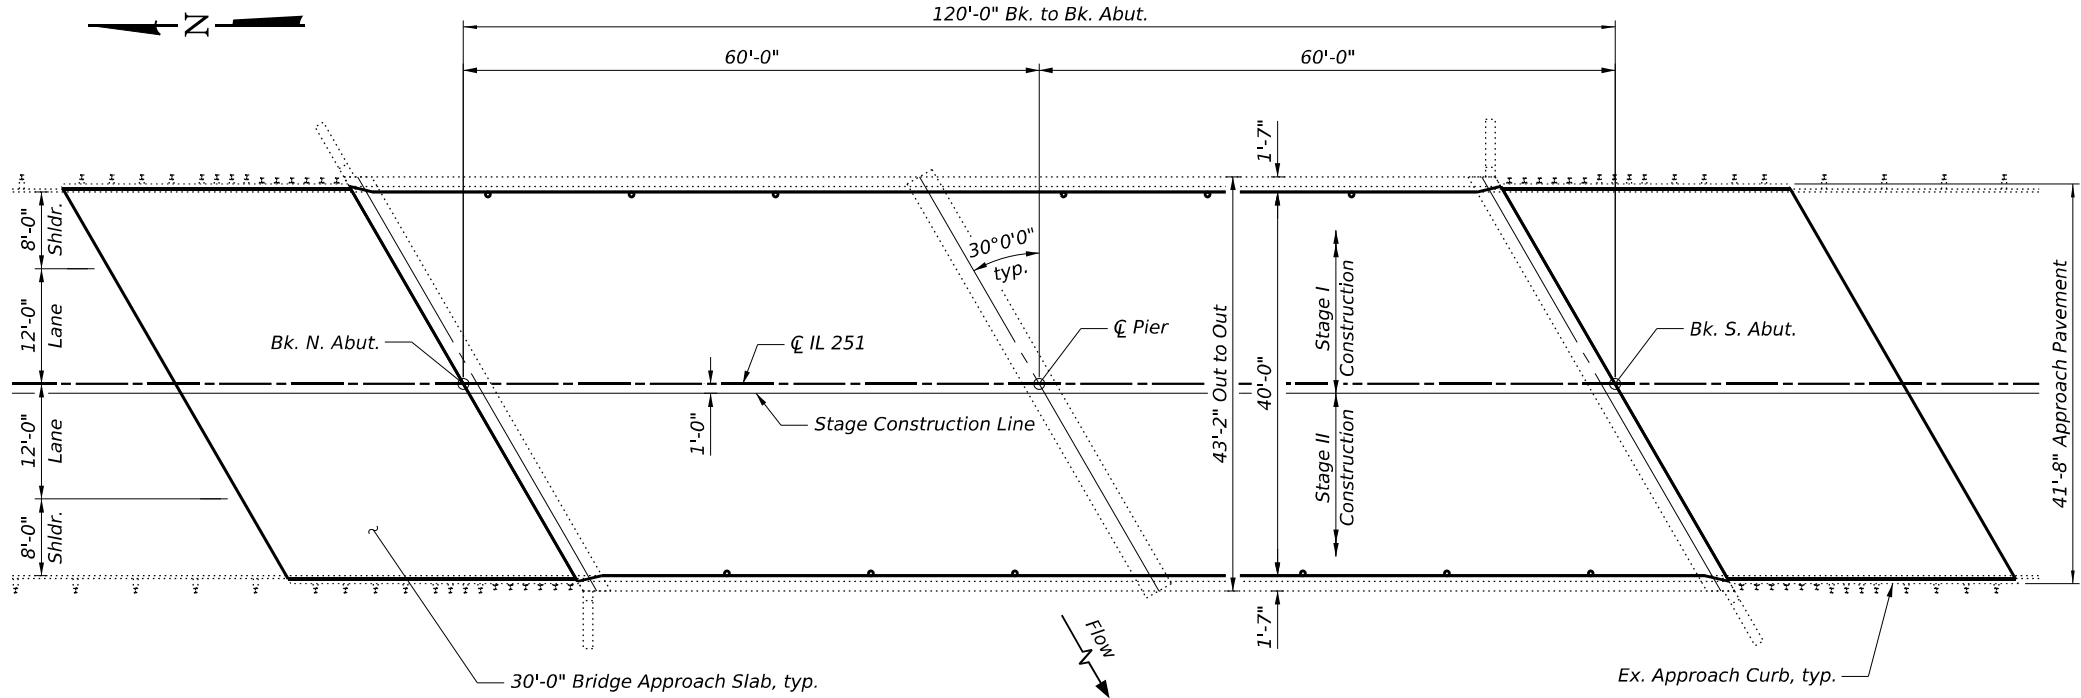 120'-0" Bk. to Bk. Abut.
N
60'-0"
60'-0"
1'-7"
8'-0"
Shldr.
12'-0"
Lane
12'-0"
Lane
8'-0"
Shldr.
30°0'0"
typ.
Bk. N. Abut.
℄ IL 251
℄ Pier
Bk. S. Abut.
Stage Construction Line
1'-0"
43'-2" Out to Out
40'-0"
Stage I
Construction
Stage II
Construction
41'-8" Approach Pavement
1'-7"
Flow
30'-0" Bridge Approach Slab, typ.
Ex. Approach Curb, typ.